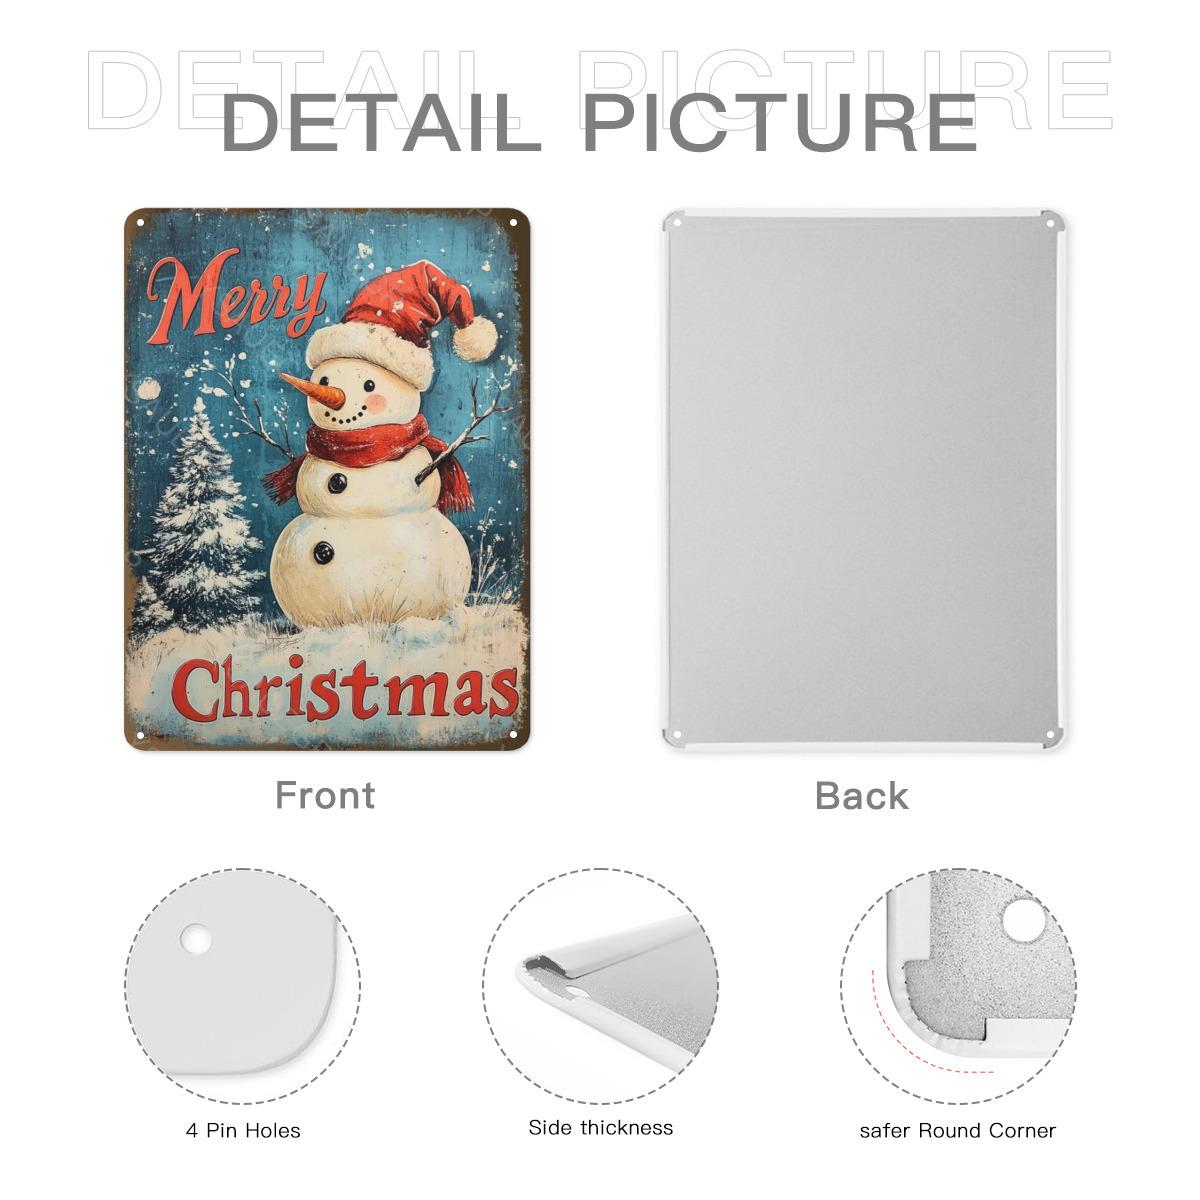 DETAIL PICTURE
DETAIL PICTURE
Merry
Christmas
Front
Back
4 Pin Holes
Side thickness
safer Round Corner